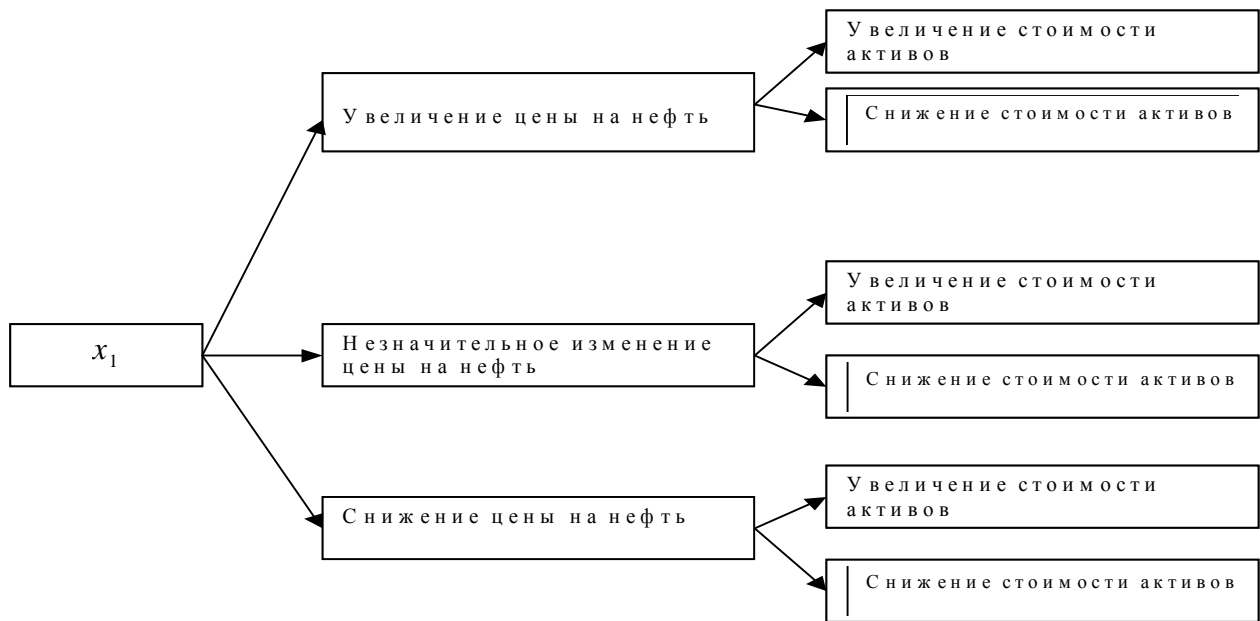 Увеличение стоимости
активов
Увеличение цены на нефть
Снижение стоимости активов
Увеличение стоимости
активов
x₁
Незначительное изменение
цены на нефть
Снижение стоимости активов
Увеличение стоимости
активов
Снижение цены на нефть
Снижение стоимости активов